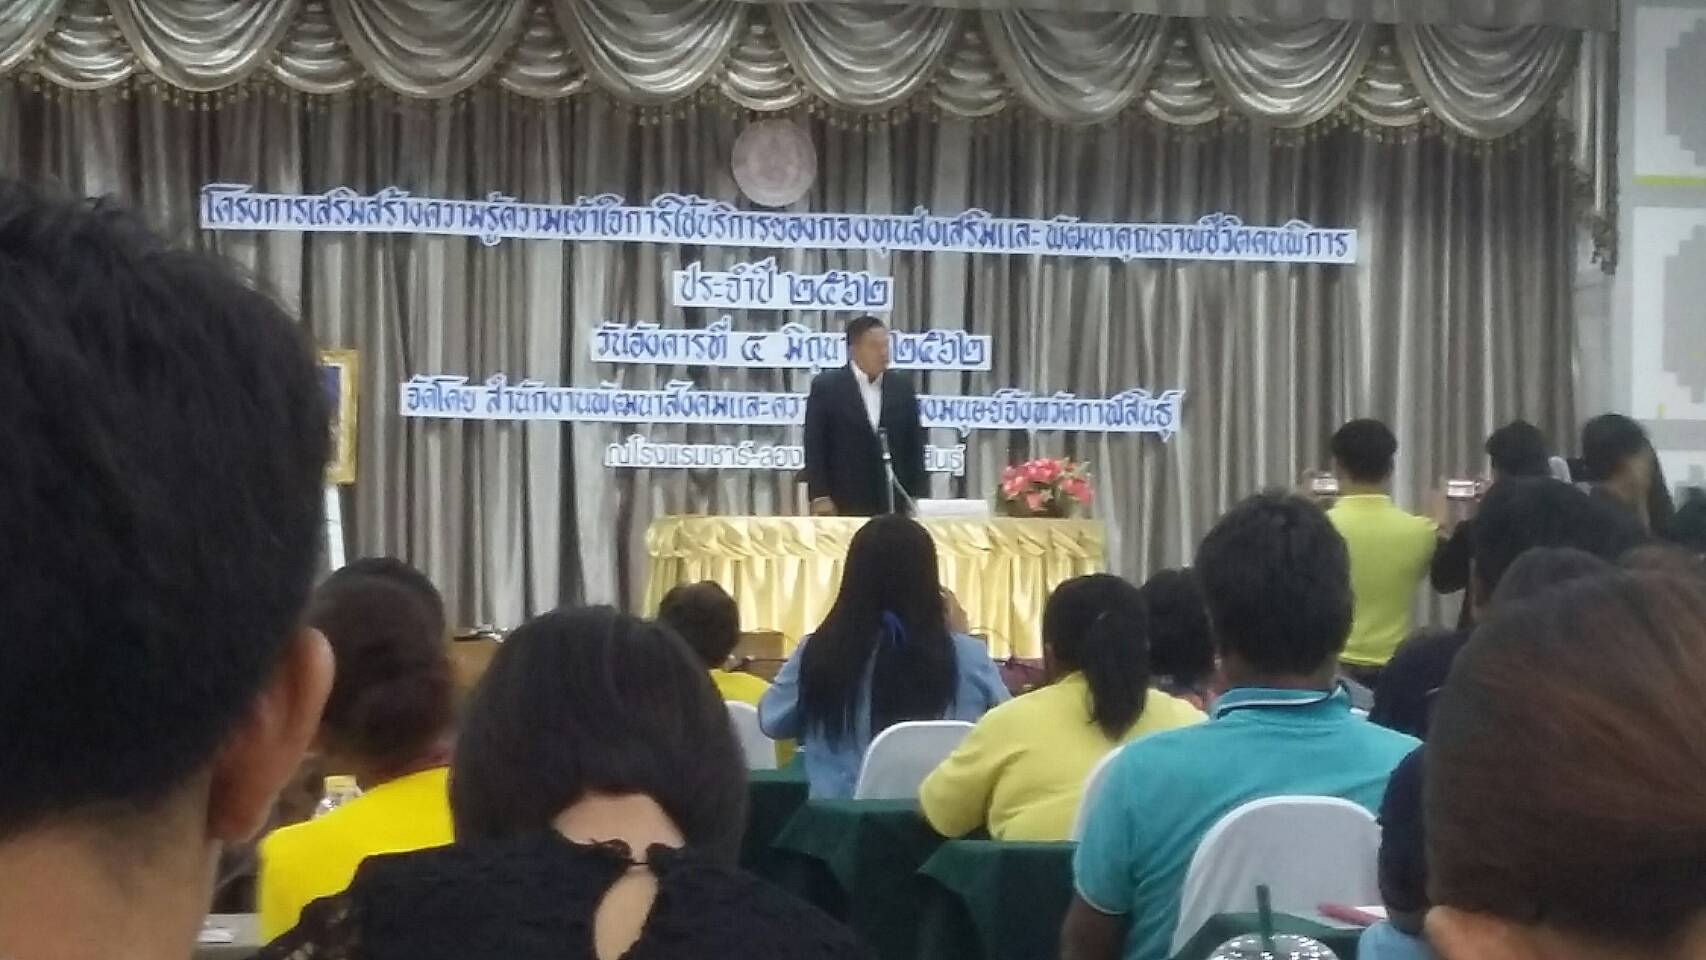 โครงการเสริมสร้างความรู้ความเข้าใจการใช้บริการของกองทุนส่งเสริมและพัฒนาคุณภาพชีวิตคนพิการ
ประจำปี ๒๕๖๒
วันอังคารที่ ๔ มิถุนา ๒๕๖๒
จัดโดย สำนักงานพัฒนาสังคมและควา งมนุษย์จังหวัดกาฬสินธุ์
ณโรงแรมชาร์-ลอง สินธุ์